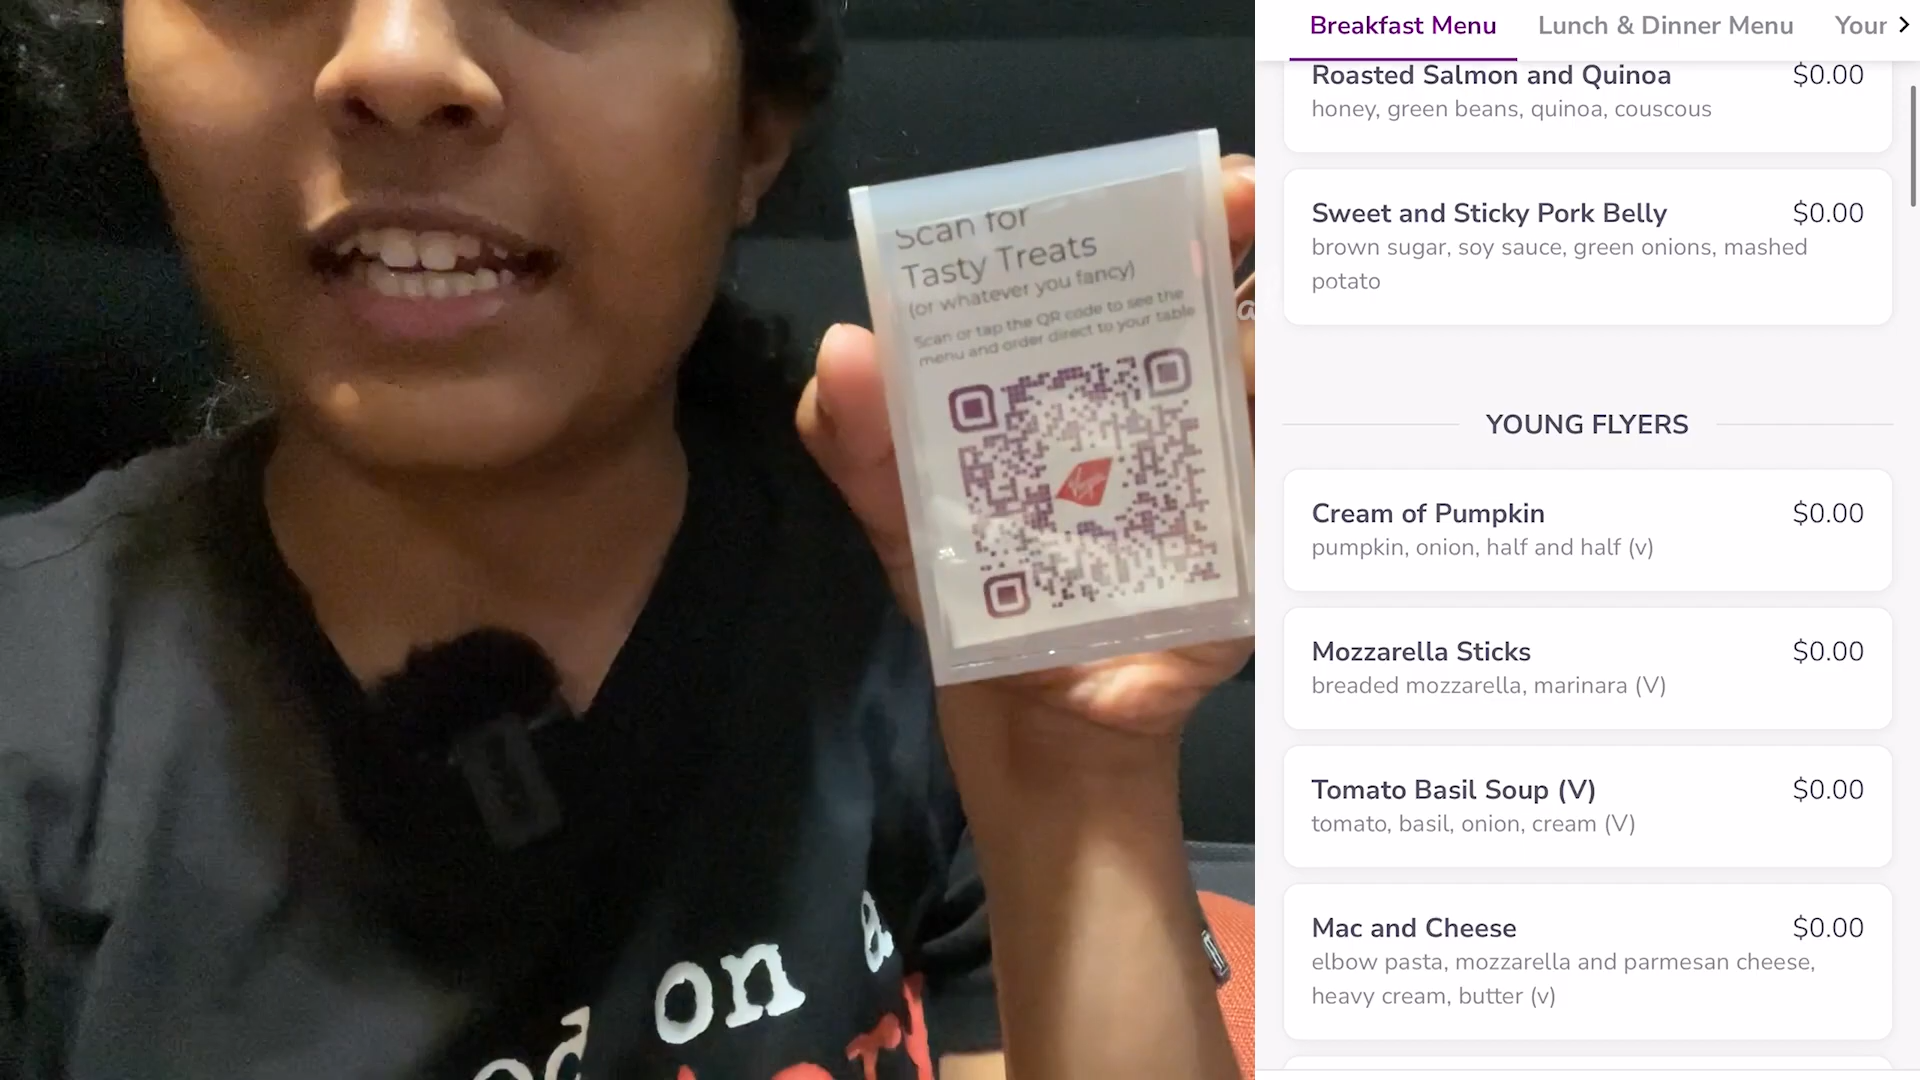 Scan for
Tasty Treats
(or whatever you fancy)
Scan or tap the QR code to see the
menu and order direct to your table
Virgin
on a
@
Breakfast Menu
Lunch & Dinner Menu
Your
Roasted Salmon and Quinoa $0.00
honey, green beans, quinoa, couscous
Sweet and Sticky Pork Belly $0.00
brown sugar, soy sauce, green onions, mashed
potato
YOUNG FLYERS
Cream of Pumpkin $0.00
pumpkin, onion, half and half (v)
Mozzarella Sticks $0.00
breaded mozzarella, marinara (V)
Tomato Basil Soup (V) $0.00
tomato, basil, onion, cream (V)
Mac and Cheese $0.00
elbow pasta, mozzarella and parmesan cheese,
heavy cream, butter (v)